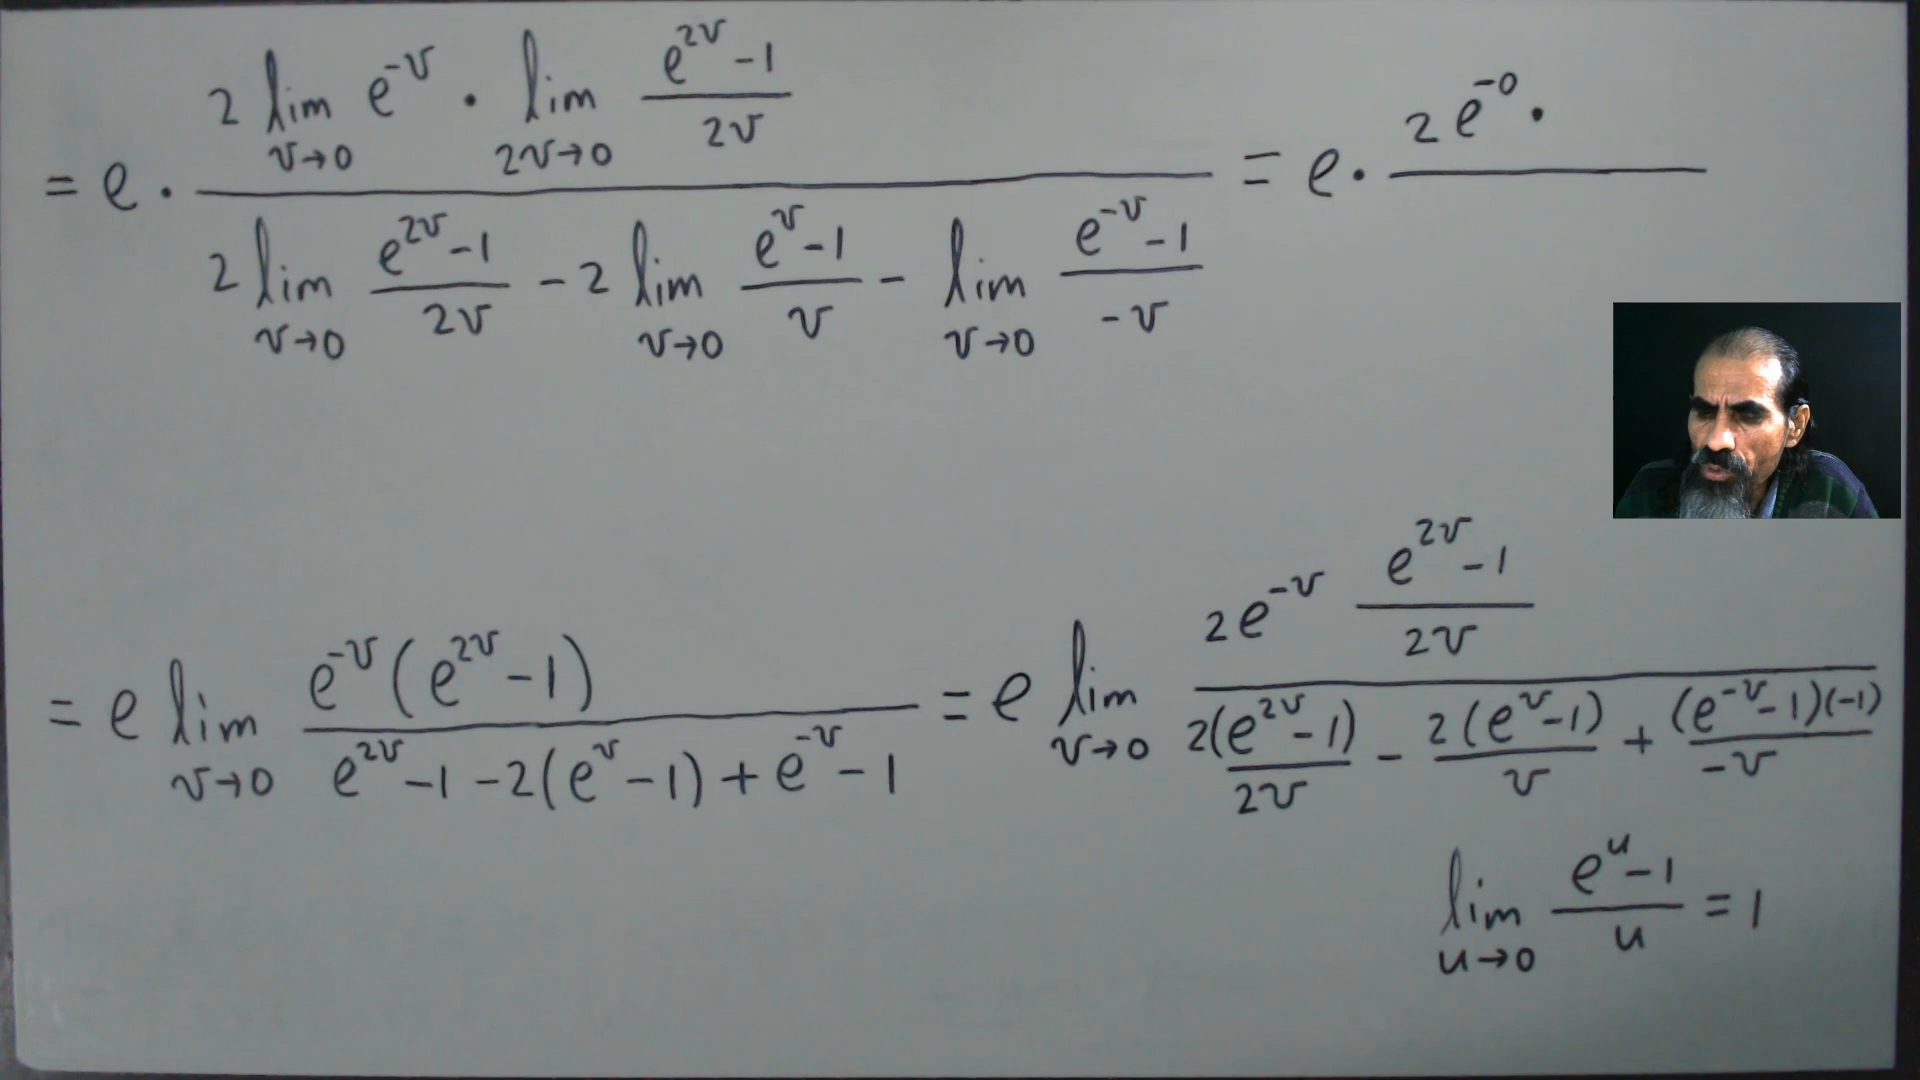 = e · (2 lim_{v→0} e^{-v} · lim_{2v→0} (e^{2v} - 1)/(2v)) / (2 lim_{v→0} (e^{2v} - 1)/(2v) - 2 lim_{v→0} (e^{v} - 1)/v - lim_{v→0} (e^{-v} - 1)/(-v)) = e · (2e^{-0} ·)/
= e lim_{v→0} (e^{-v}(e^{2v} - 1))/(e^{2v} - 1 - 2(e^{v} - 1) + e^{-v} - 1) = e lim_{v→0} (2e^{-v} (e^{2v} - 1)/(2v)) / (2(e^{2v} - 1)/(2v) - 2(e^{v} - 1)/v + (e^{-v} - 1)(-1)/(-v))
lim_{u→0} (e^{u} - 1)/u = 1